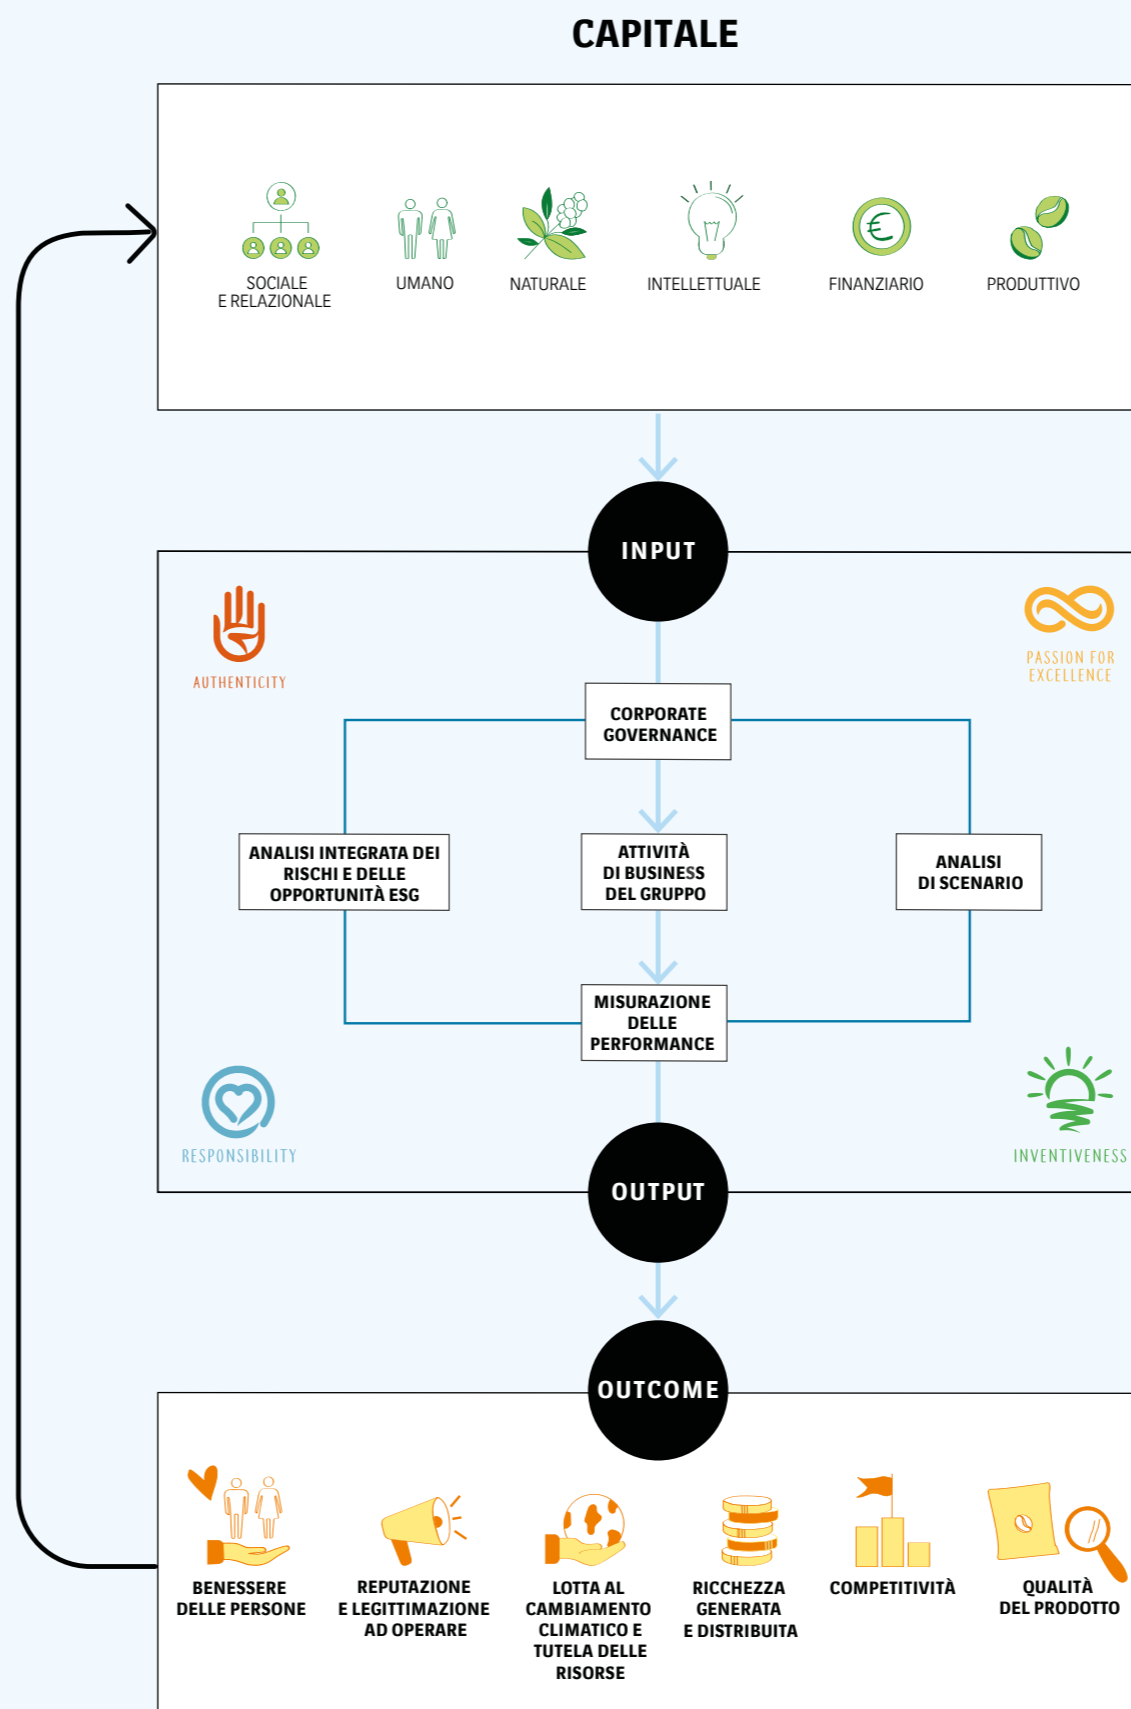 CAPITALE
SOCIALE
E RELAZIONALE
UMANO
NATURALE
INTELLETTUALE
FINANZIARIO
PRODUTTIVO
INPUT
AUTHENTICITY
PASSION FOR
EXCELLENCE
CORPORATE
GOVERNANCE
ANALISI INTEGRATA DEI
RISCHI E DELLE
OPPORTUNITÀ ESG
ATTIVITÀ
DI BUSINESS
DEL GRUPPO
ANALISI
DI SCENARIO
MISURAZIONE
DELLE
PERFORMANCE
RESPONSIBILITY
INVENTIVENESS
OUTPUT
OUTCOME
BENESSERE
DELLE PERSONE
REPUTAZIONE
E LEGITTIMAZIONE
AD OPERARE
LOTTA AL
CAMBIAMENTO
CLIMATICO E
TUTELA DELLE
RISORSE
RICCHEZZA
GENERATA
E DISTRIBUITA
COMPETITIVITÀ
QUALITÀ
DEL PRODOTTO